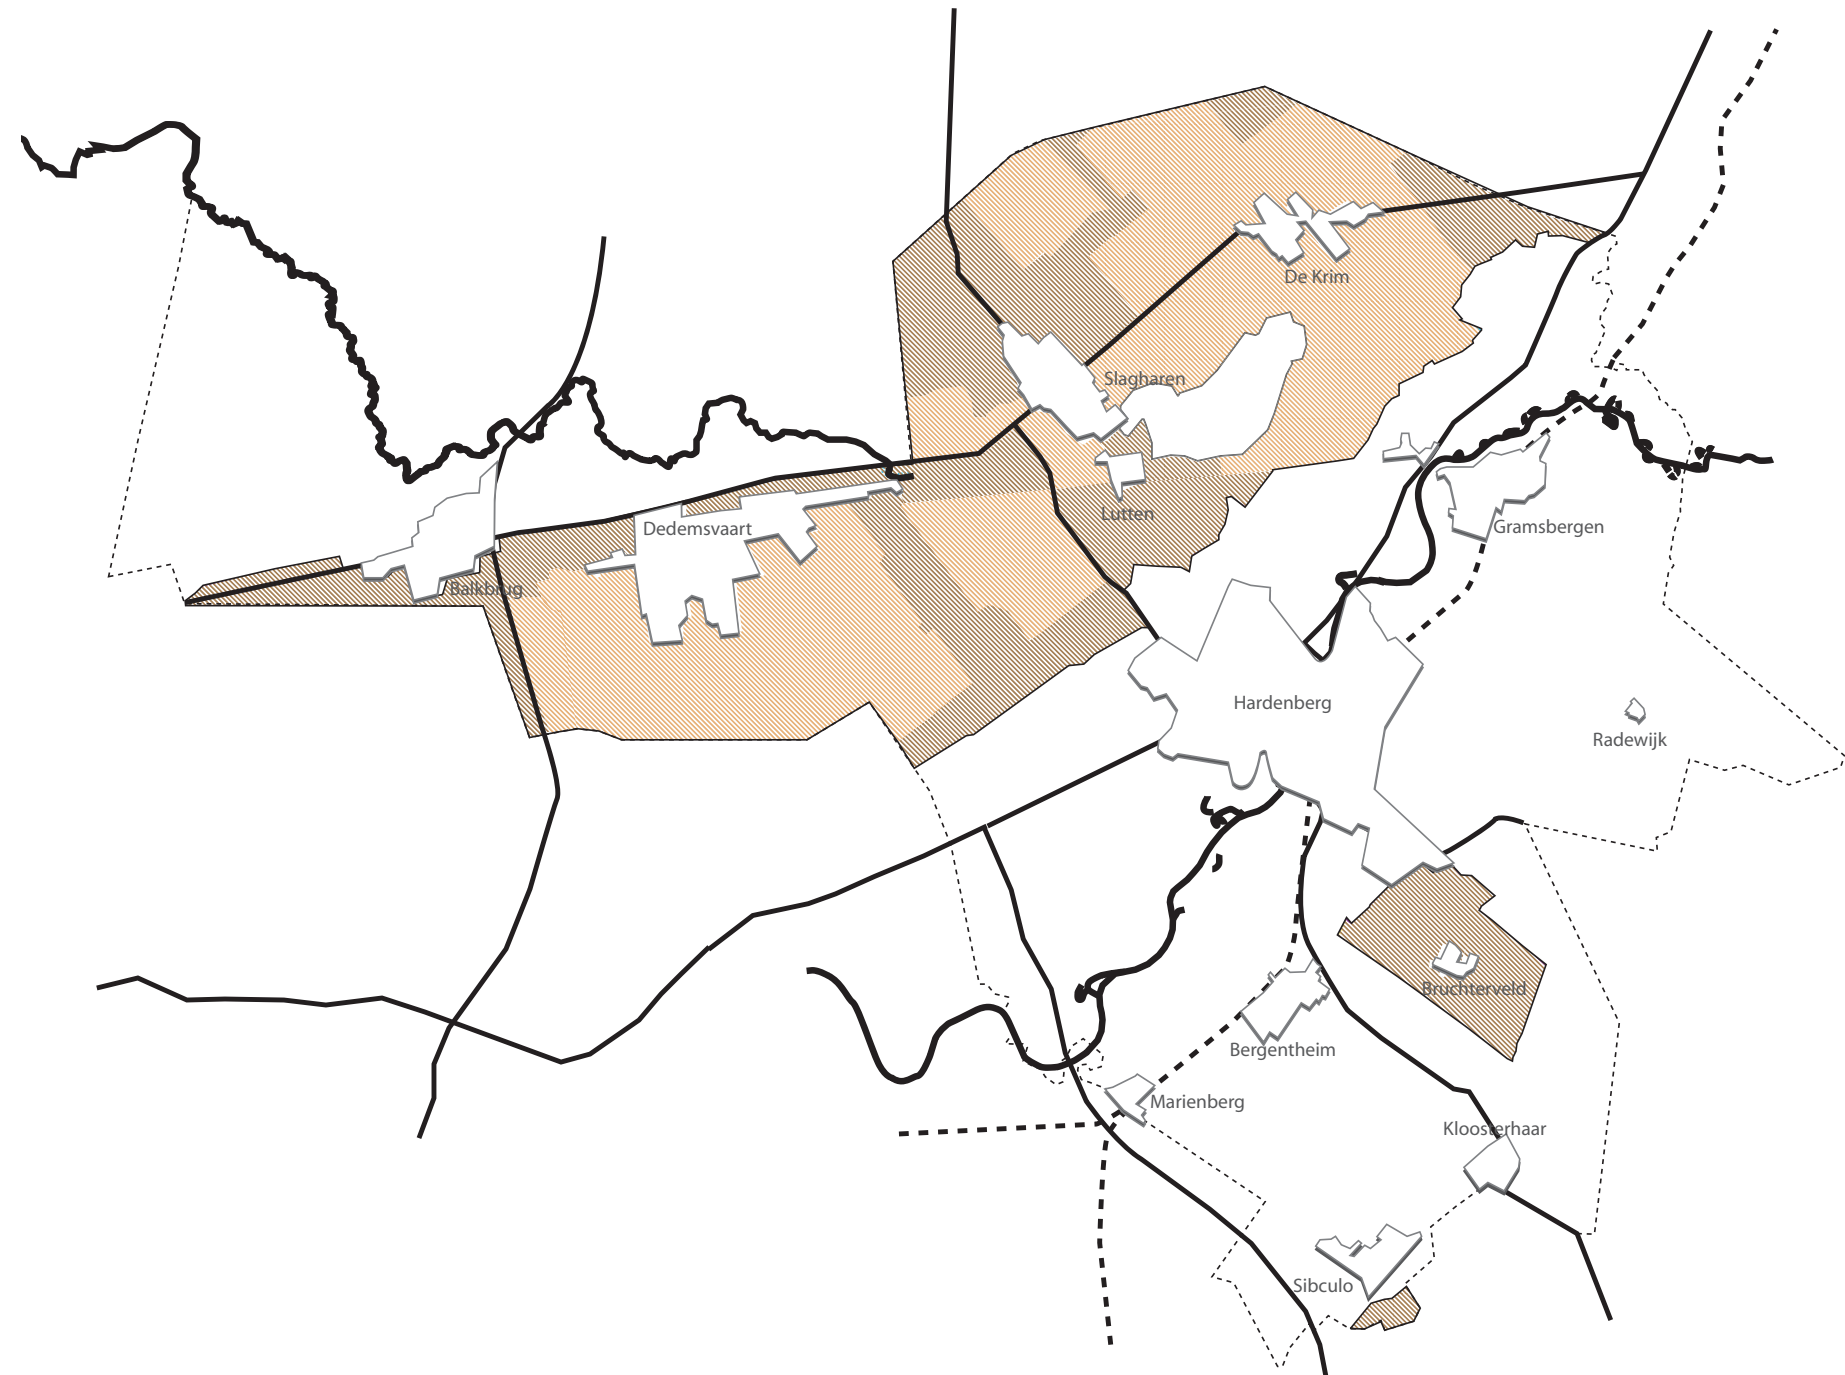 De Krim
Slagharen
Lutten
Dedemsvaart
Gramsbergen
Balkbrug
Hardenberg
Radewijk
Bruchterveld
Bergentheim
Marienberg
Kloosterhaar
Sibculo